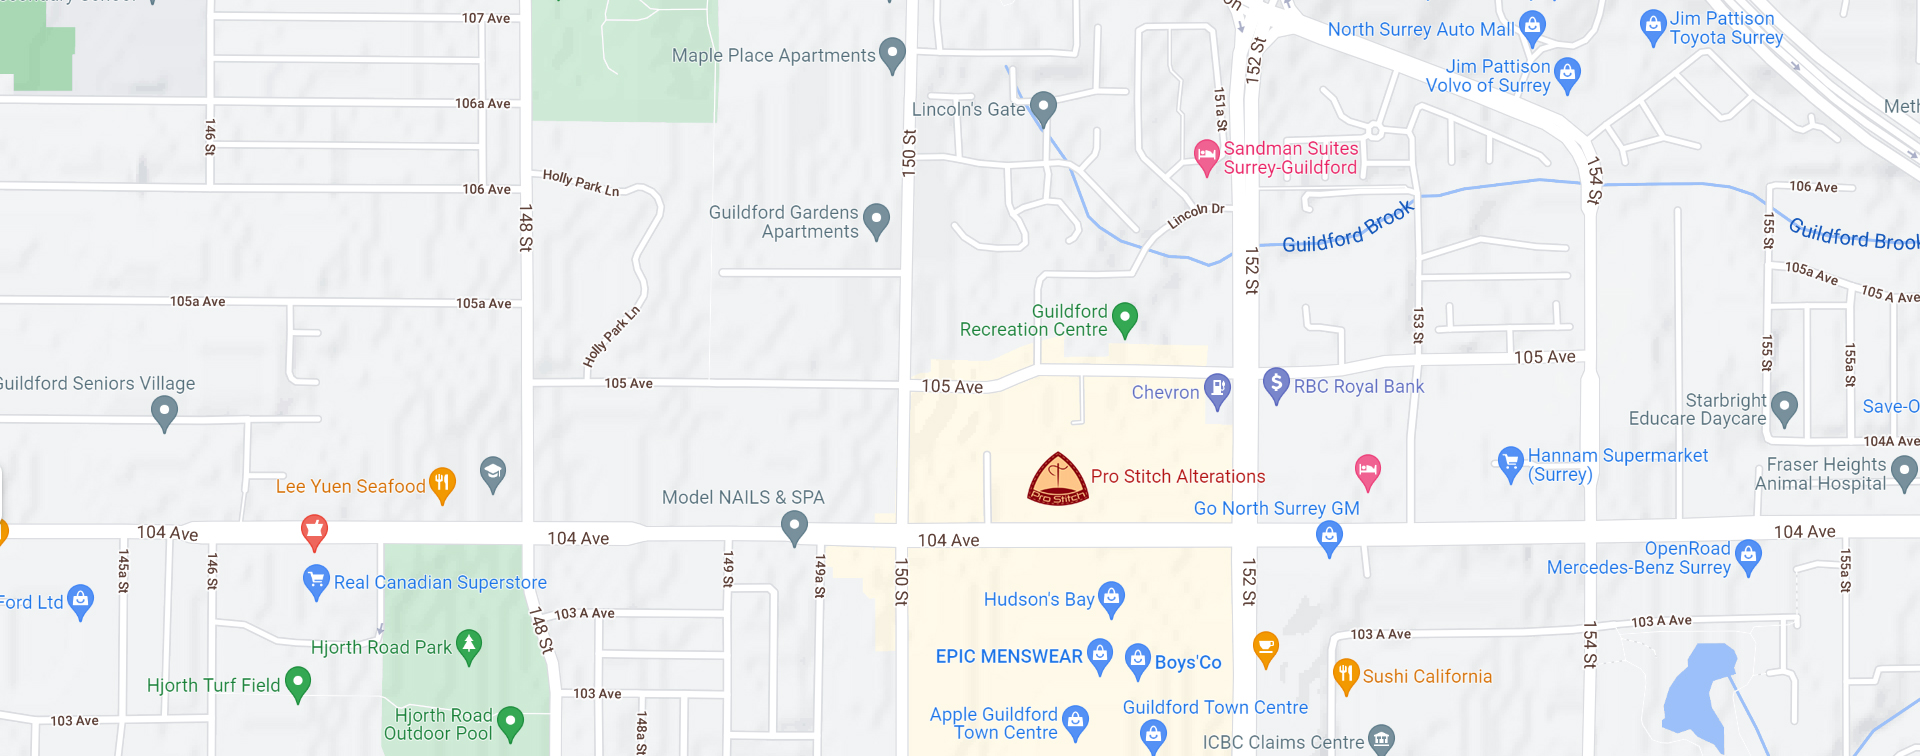 107 Ave
106a Ave
146 St
106 Ave
Holly Park Ln
148 St
Maple Place Apartments
Lincoln's Gate
150 St
Guildford Gardens
Apartments
151a St
152 St
North Surrey Auto Mall
Jim Pattison
Toyota Surrey
Jim Pattison
Volvo of Surrey
Sandman Suites
Surrey-Guildford
Lincoln Dr
Guildford Brook
154 St
106 Ave
155 St
Guildford Brook
105a Ave
105 A Ave
105a Ave
105a Ave
Holly Park Ln
152 St
Guildford
Recreation Centre
153 St
105 Ave
155 St
155a St
Guildford Seniors Village
105 Ave
105 Ave
Chevron
RBC Royal Bank
Starbright
Educare Daycare
Save-O
104A Ave
Lee Yuen Seafood
Model NAILS & SPA
Pro Stitch
Pro Stitch Alterations
Hannam Supermarket
(Surrey)
Fraser Heights
Animal Hospital
Go North Surrey GM
104 Ave
104 Ave
104 Ave
104 Ave
145a St
146 St
149 St
149a St
150 St
152 St
OpenRoad
Mercedes-Benz Surrey
155a St
Ford Ltd
Real Canadian Superstore
148 St
103 A Ave
Hudson's Bay
103 A Ave
103 A Ave
154 St
Hjorth Road Park
EPIC MENSWEAR
Boys'Co
Sushi California
Hjorth Turf Field
103 Ave
103 Ave
148a St
Hjorth Road
Outdoor Pool
Apple Guildford
Town Centre
Guildford Town Centre
ICBC Claims Centre